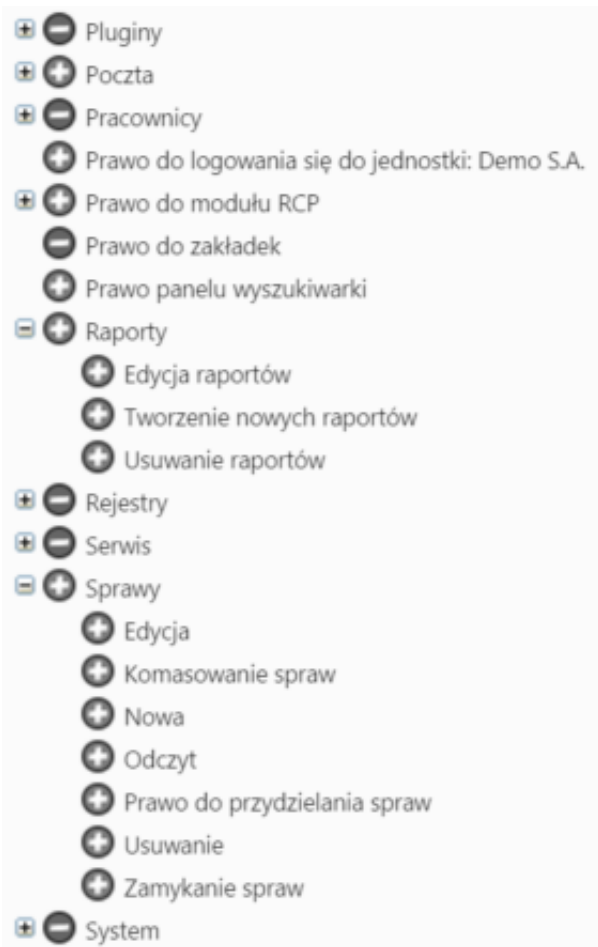 Pluginy
Poczta
Pracownicy
Prawo do logowania się do jednostki: Demo S.A.
Prawo do modułu RCP
Prawo do zakładek
Prawo panelu wyszukiwarki
Raporty
Edycja raportów
Tworzenie nowych raportów
Usuwanie raportów
Rejestry
Serwis
Sprawy
Edycja
Komasowanie spraw
Nowa
Odczyt
Prawo do przydzielania spraw
Usuwanie
Zamykanie spraw
System